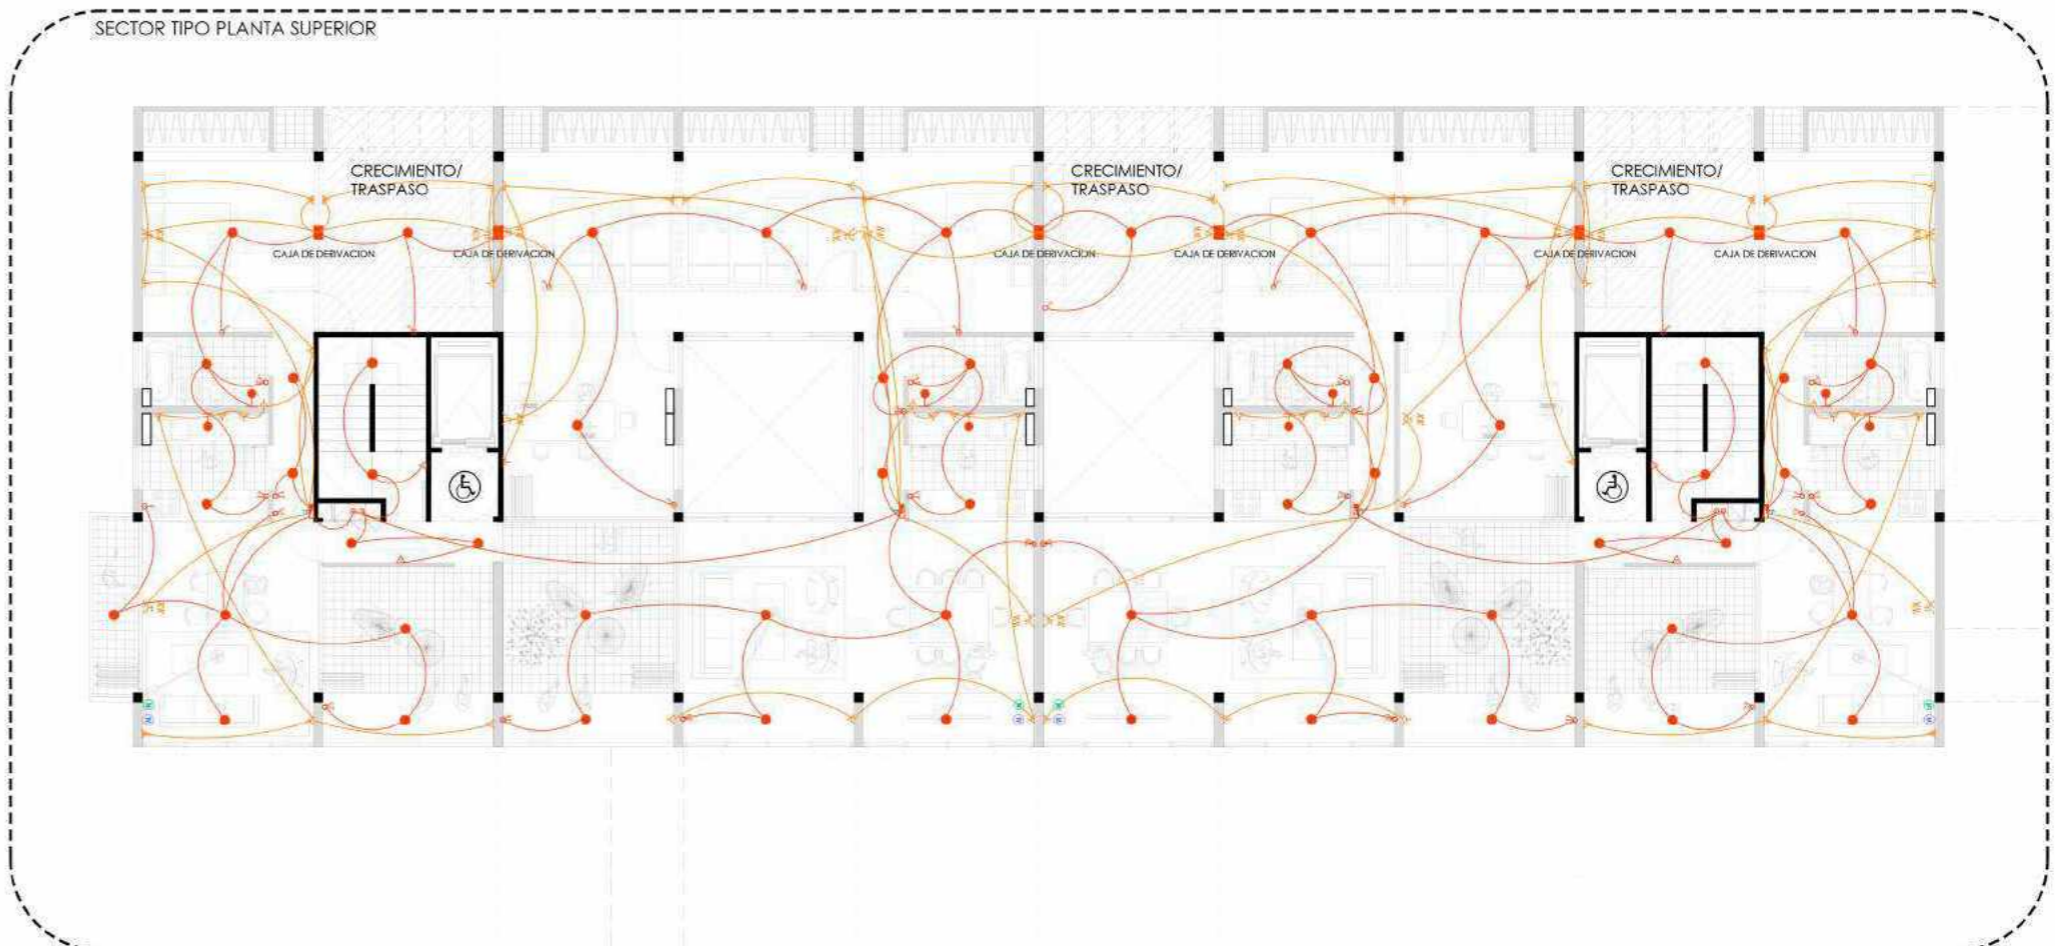 SECTOR TIPO PLANTA SUPERIOR
CRECIMIENTO/
TRASPASO
CRECIMIENTO/
TRASPASO
CRECIMIENTO/
TRASPASO
CAJA DE DERIVACION
CAJA DE DERIVACION
CAJA DE DERIVACION
CAJA DE DERIVACION
CAJA DE DERIVACION
CAJA DE DERIVACION